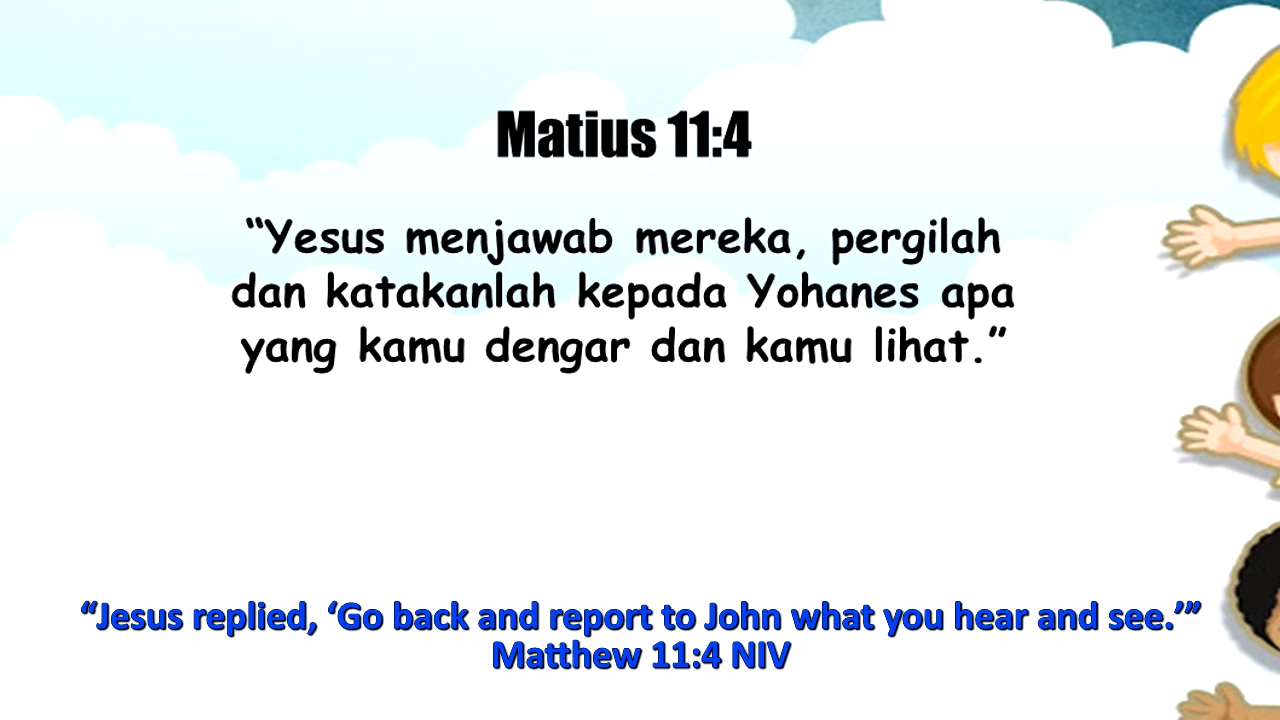 Matius 11:4
“Yesus menjawab mereka, pergilah
dan katakanlah kepada Yohanes apa
yang kamu dengar dan kamu lihat.”
“Jesus replied, ‘Go back and report to John what you hear and see.’”
Matthew 11:4 NIV